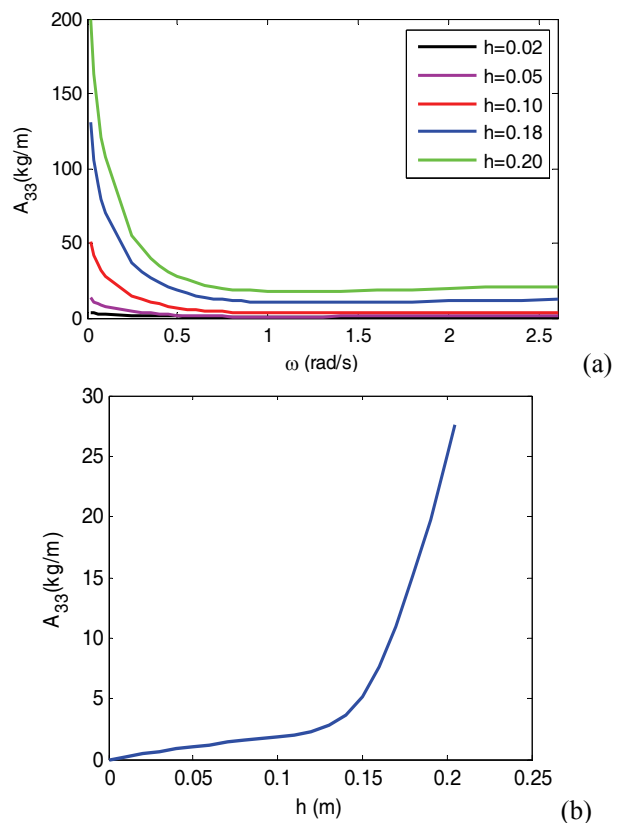 200
150
100
50
0
A33(kg/m)
h=0.02
h=0.05
h=0.10
h=0.18
h=0.20
0 0.5 1 1.5 2 2.5
ω (rad/s)
(a)
30
25
20
15
10
5
0
A33(kg/m)
0 0.05 0.1 0.15 0.2 0.25
h (m)
(b)